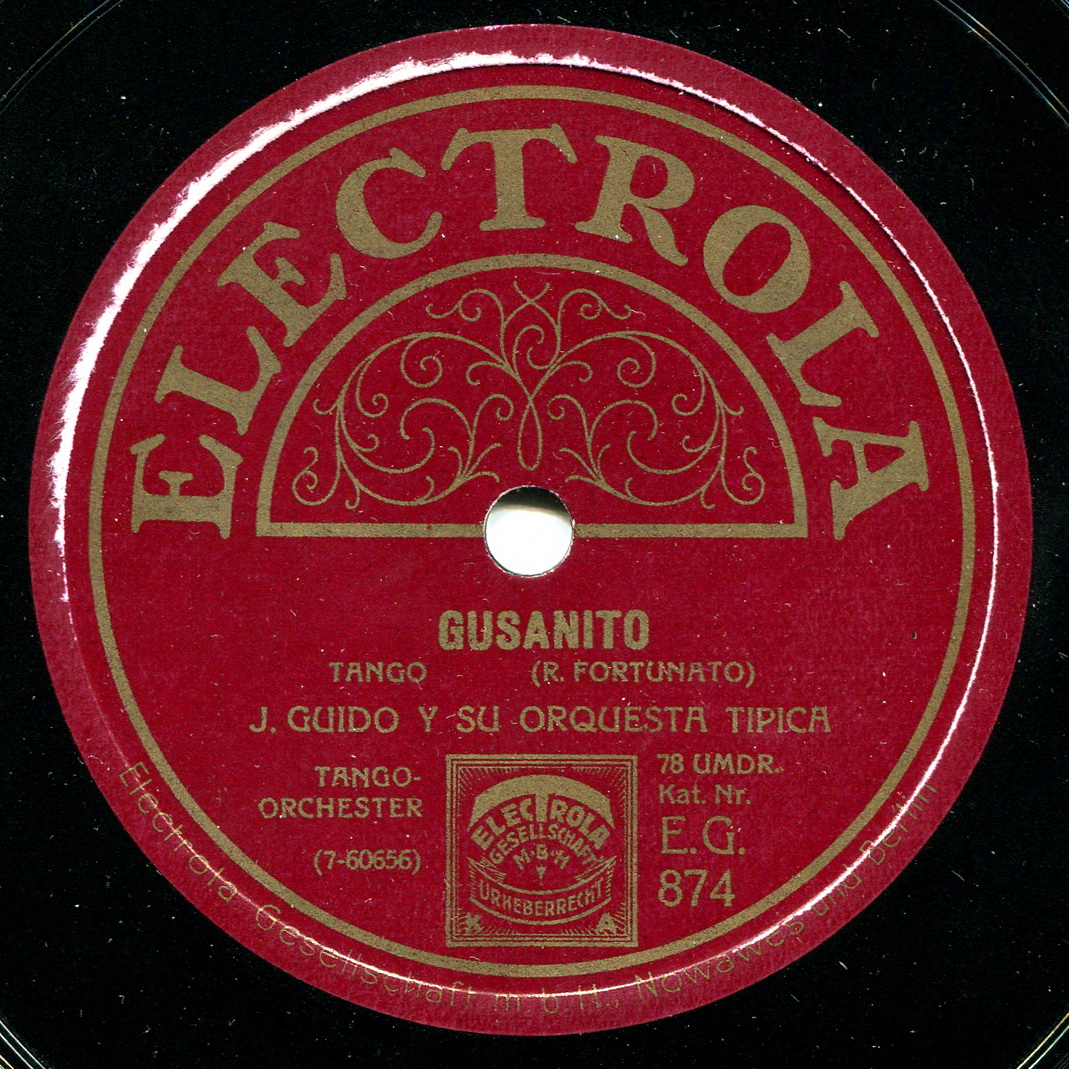 ELECTROLA
GUSANITO
TANGO (R. FORTUNATO)
J. GUIDO Y SU ORQUESTA TIPICA
TANGO-
ORCHESTER
(7-60656)
ELECTROLA
GESELLSCHAFT
M·B·H
URHEBERRECHT
K A
78 UMDR.
Kat. Nr.
E.G.
874
Electrola Gesellschaft m.b.H., Nowawes und Berlin